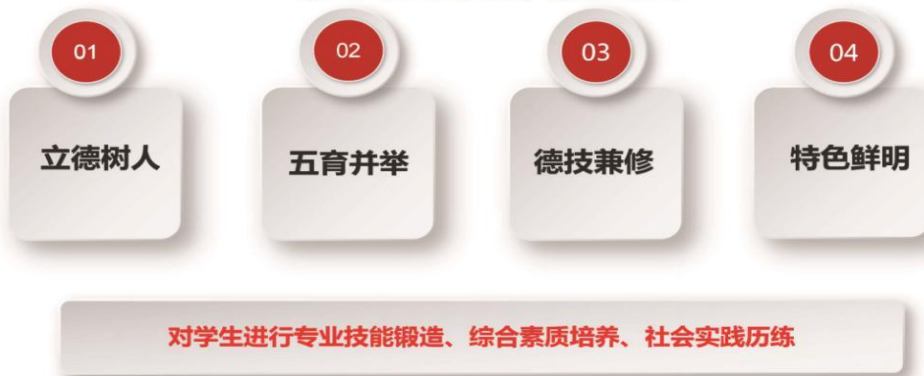 01
02
03
04
立德树人
五育并举
德技兼修
特色鲜明
对学生进行专业技能锻造、综合素质培养、社会实践历练